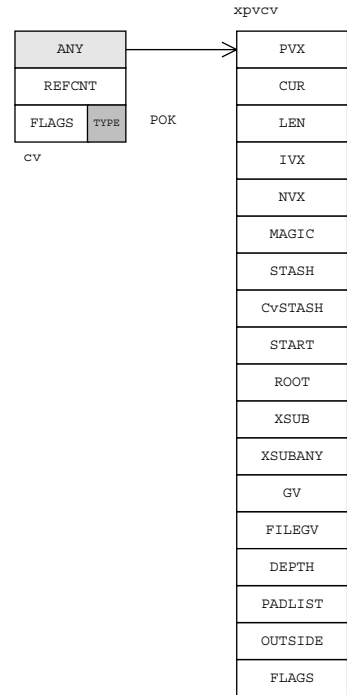 xpvcv
ANY
REFCNT
FLAGS TYPE POK
cv
PVX
CUR
LEN
IVX
NVX
MAGIC
STASH
CvSTASH
START
ROOT
XSUB
XSUBANY
GV
FILEGV
DEPTH
PADLIST
OUTSIDE
FLAGS